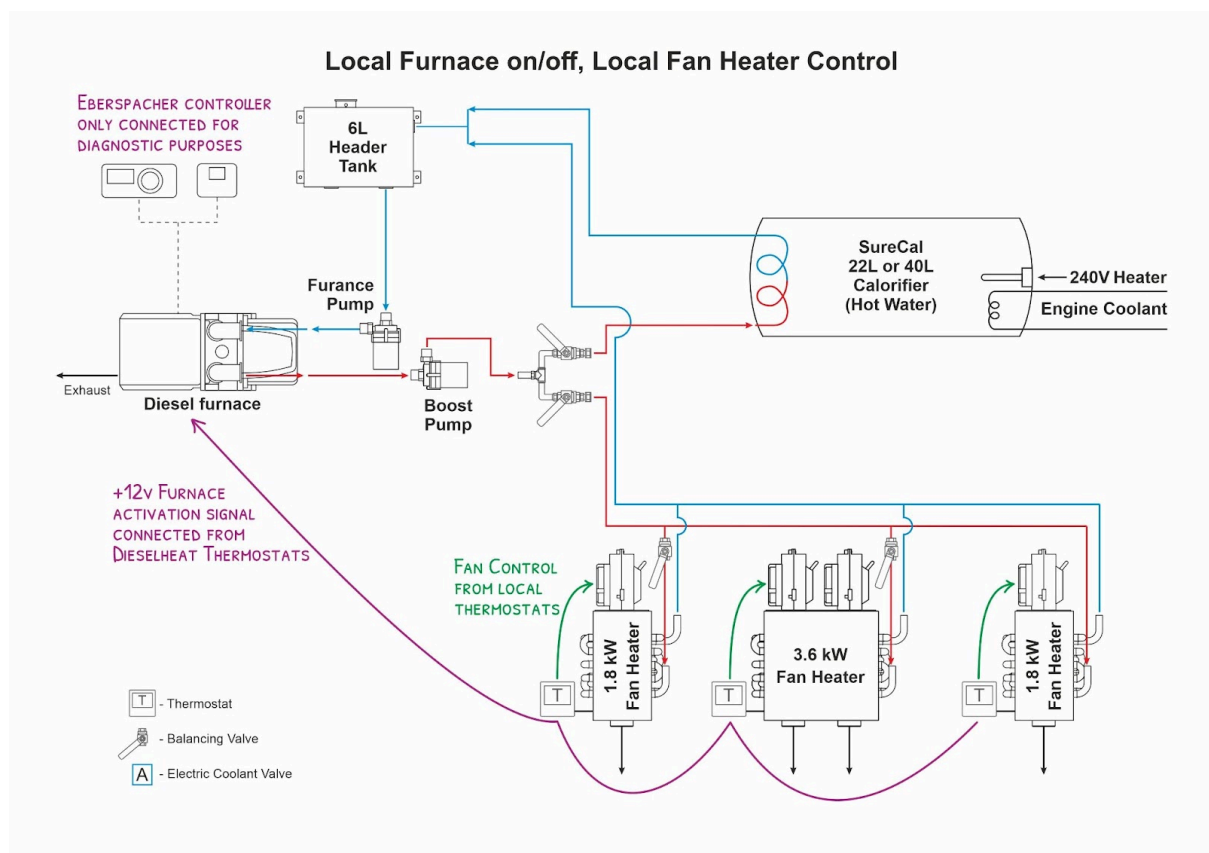 Local Furnace on/off, Local Fan Heater Control
EBERSPACHER CONTROLLER
ONLY CONNECTED FOR
DIAGNOSTIC PURPOSES
6L
Header
Tank
SureCal
22L or 40L
Calorifier
(Hot Water)
240V Heater
Engine Coolant
Furance
Pump
Exhaust
Diesel furnace
Boost
Pump
+12V FURNACE
ACTIVATION SIGNAL
CONNECTED FROM
DIESELHEAT THERMOSTATS
FAN CONTROL
FROM LOCAL
THERMOSTATS
T
1.8 kW
Fan Heater
T
3.6 kW
Fan Heater
T
1.8 kW
Fan Heater
T - Thermostat
- Balancing Valve
A - Electric Coolant Valve